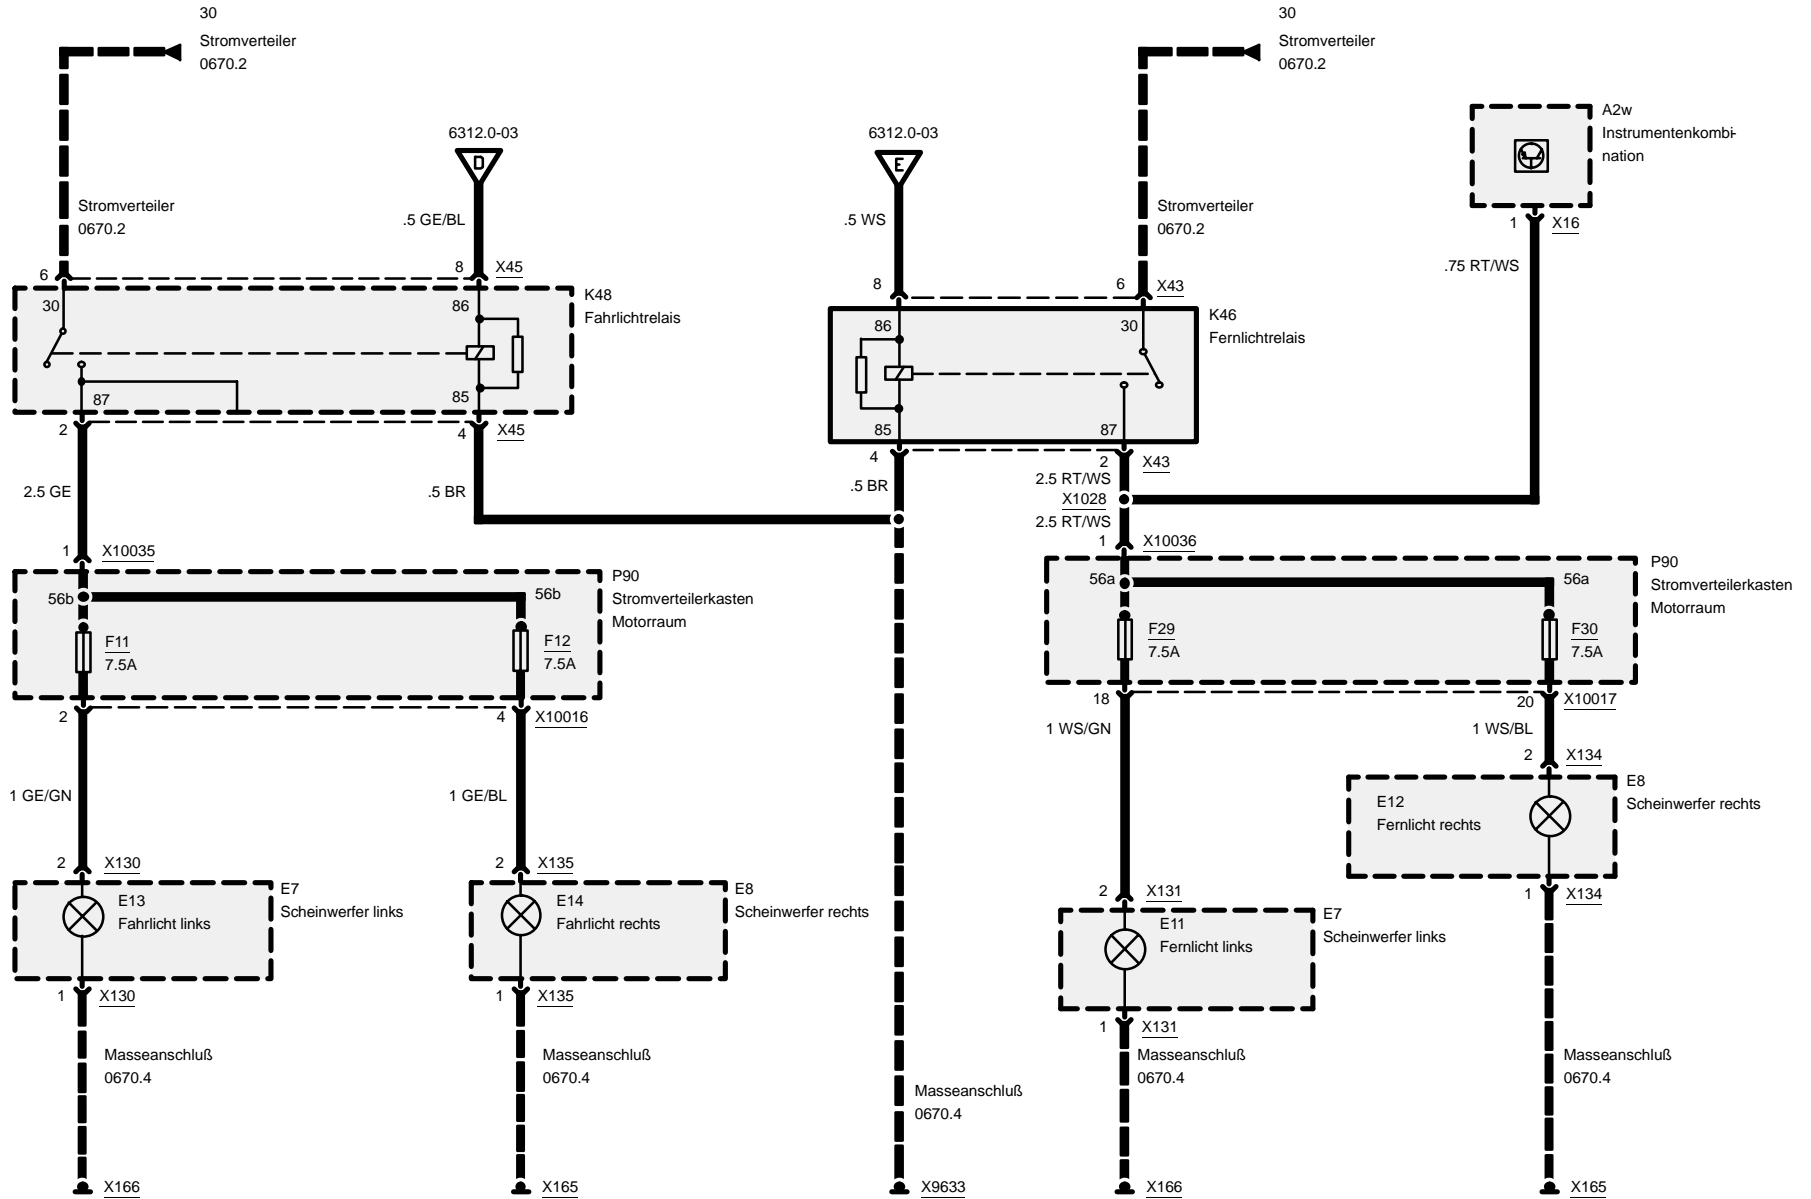 30
Stromverteiler
0670.2
30
Stromverteiler
0670.2
A2w
Instrumentenkombi-
nation
6312.0-03
D
6312.0-03
E
Stromverteiler
0670.2
.5 GE/BL
.5 WS
Stromverteiler
0670.2
1
X16
.75 RT/WS
6
8
X45
8
6
X43
30
86
K48
Fahrlichtrelais
86
30
K46
Fernlichtrelais
87
85
85
87
2
4
X45
4
2
X43
2.5 GE
.5 BR
.5 BR
2.5 RT/WS
X1028
2.5 RT/WS
1
X10035
1
X10036
56b
56b
P90
Stromverteilerkasten
Motorraum
56a
56a
P90
Stromverteilerkasten
Motorraum
F11
7.5A
F12
7.5A
F29
7.5A
F30
7.5A
2
4
X10016
18
20
X10017
1 WS/GN
1 WS/BL
2
X134
1 GE/GN
1 GE/BL
E12
Fernlicht rechts
E8
Scheinwerfer rechts
2
X130
2
X135
2
X131
1
X134
E13
Fahrlicht links
E7
Scheinwerfer links
E14
Fahrlicht rechts
E8
Scheinwerfer rechts
E11
Fernlicht links
E7
Scheinwerfer links
1
X130
1
X135
1
X131
Masseanschluß
0670.4
Masseanschluß
0670.4
Masseanschluß
0670.4
Masseanschluß
0670.4
Masseanschluß
0670.4
X166
X165
X9633
X166
X165